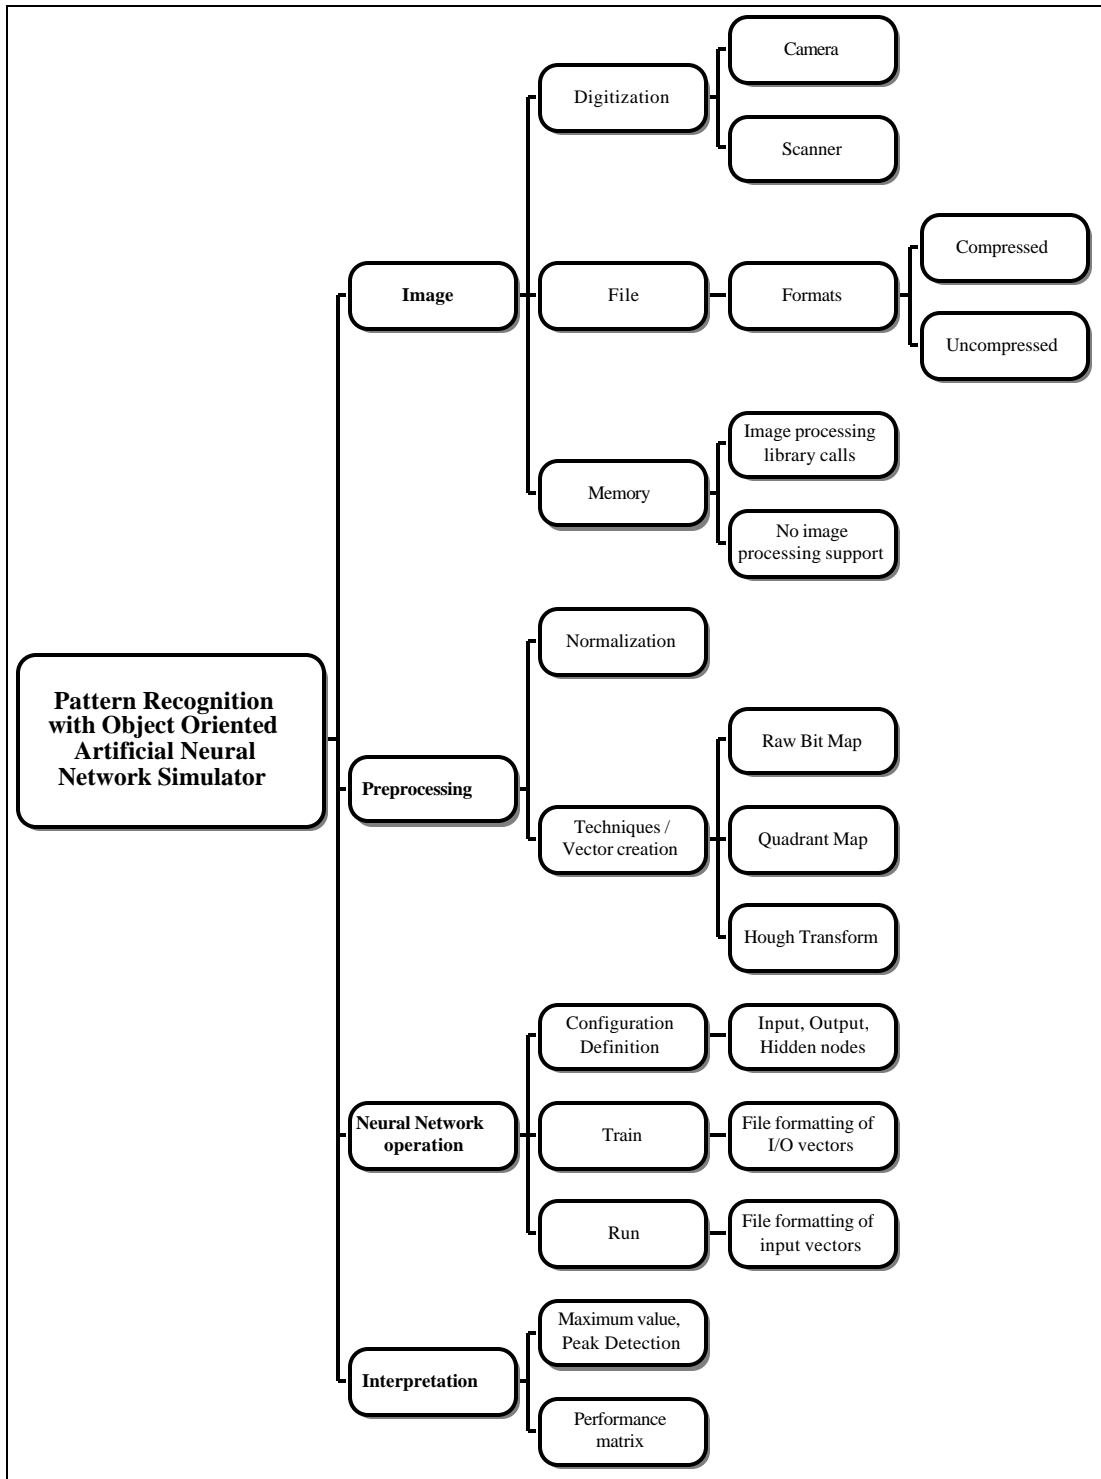 Camera
Digitization
Scanner
Compressed
Image
File
Formats
Uncompressed
Image processing
library calls
Memory
No image
processing support
Normalization
Pattern Recognition
with Object Oriented
Artificial Neural
Network Simulator
Raw Bit Map
Preprocessing
Techniques /
Vector creation
Quadrant Map
Hough Transform
Configuration
Definition
Input, Output,
Hidden nodes
Neural Network
operation
Train
File formatting of
I/O vectors
Run
File formatting of
input vectors
Maximum value,
Peak Detection
Interpretation
Performance
matrix